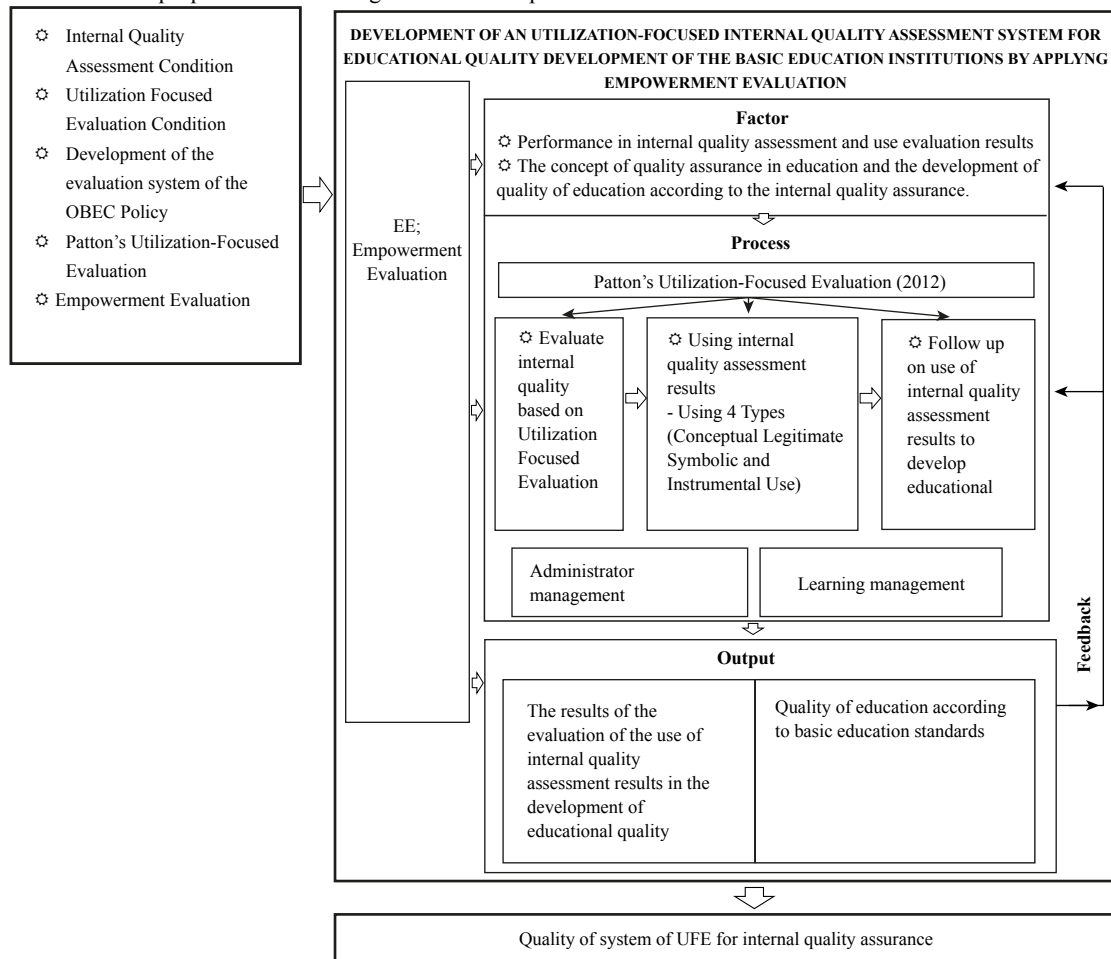 Internal Quality
Assessment Condition
Utilization Focused
Evaluation Condition
Development of the
evaluation system of the
OBEC Policy
Patton's Utilization-Focused
Evaluation
Empowerment Evaluation
DEVELOPMENT OF AN UTILIZATION-FOCUSED INTERNAL QUALITY ASSESSMENT SYSTEM FOR
EDUCATIONAL QUALITY DEVELOPMENT OF THE BASIC EDUCATION INSTITUTIONS BY APPLYNG
EMPOWERMENT EVALUATION
EE;
Empowerment
Evaluation
Factor
Performance in internal quality assessment and use evaluation results
The concept of quality assurance in education and the development of
quality of education according to the internal quality assurance.
Process
Patton's Utilization-Focused Evaluation (2012)
Evaluate
internal
quality
based on
Utilization
Focused
Evaluation
Using internal
quality assessment
results
- Using 4 Types
(Conceptual Legitimate
Symbolic and
Instrumental Use)
Follow up
on use of
internal quality
assessment
results to
develop
educational
Administrator
management
Learning management
Output
The results of the
evaluation of the use of
internal quality
assessment results in the
development of
educational quality
Quality of education according
to basic education standards
Feedback
Quality of system of UFE for internal quality assurance